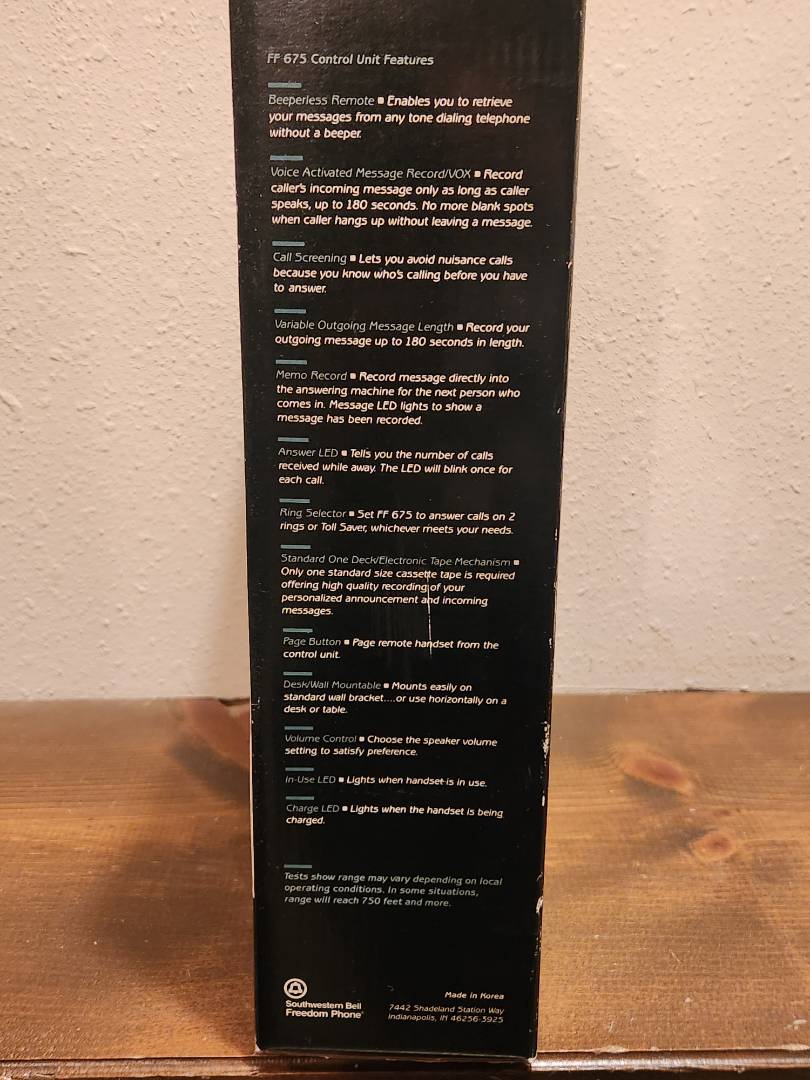 FF 675 Control Unit Features
Beeperless Remote ■ Enables you to retrieve
your messages from any tone dialing telephone
without a beeper.
Voice Activated Message Record/VOX ■ Record
caller's incoming message only as long as caller
speaks, up to 180 seconds. No more blank spots
when caller hangs up without leaving a message.
Call Screening ■ Lets you avoid nuisance calls
because you know who's calling before you have
to answer.
Variable Outgoing Message Length ■ Record your
outgoing message up to 180 seconds in length.
Memo Record ■ Record message directly into
the answering machine for the next person who
comes in. Message LED lights to show a
message has been recorded.
Answer LED ■ Tells you the number of calls
received while away. The LED will blink once for
each call.
Ring Selector ■ Set FF 675 to answer calls on 2
rings or Toll Saver, whichever meets your needs.
Standard One Deck/Electronic Tape Mechanism ■
Only one standard size cassette tape is required
offering high quality recording of your
personalized announcement and incoming
messages.
Page Button ■ Page remote handset from the
control unit.
Desk/Wall Mountable ■ Mounts easily on
standard wall bracket....or use horizontally on a
desk or table.
Volume Control ■ Choose the speaker volume
setting to satisfy preference.
In-Use LED ■ Lights when handset is in use.
Charge LED ■ Lights when the handset is being
charged.
Tests show range may vary depending on local
operating conditions. In some situations,
range will reach 750 feet and more.
Southwestern Bell
Freedom Phone®
Made in Korea
7442 Shadeland Station Way
Indianapolis, IN 46256-3925